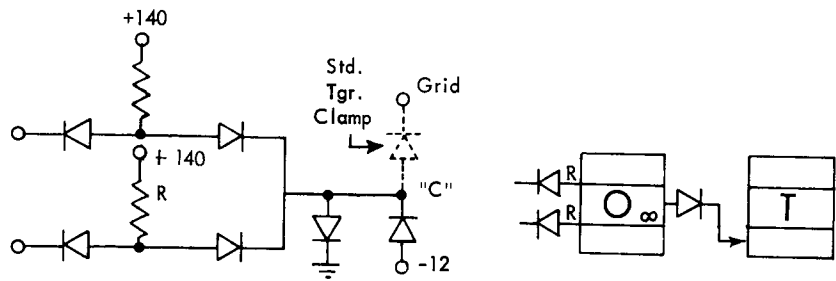 +140
Std.
Tgr.
Clamp
Grid
+ 140
R
"C"
-12
R
R
O ∞
T